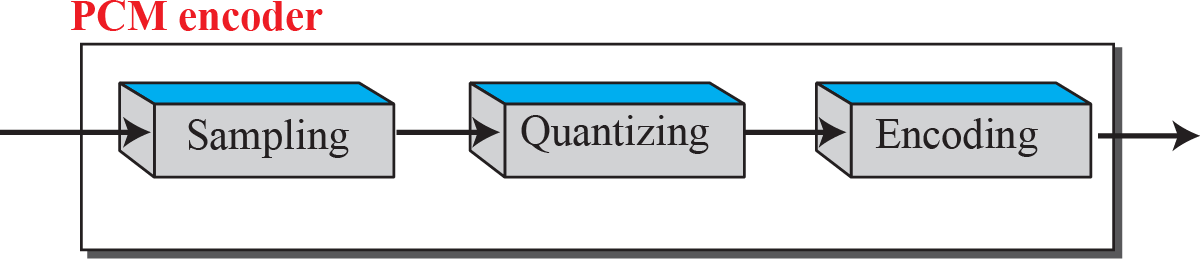 PCM encoder
Sampling
Quantizing
Encoding